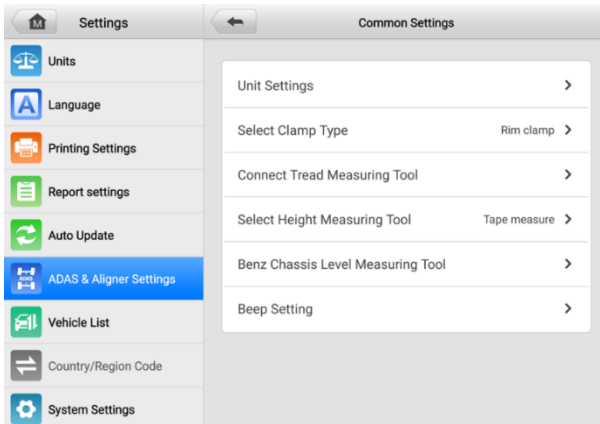 M
Settings
Common Settings
Units
A
Language
Printing Settings
Report settings
Auto Update
ADAS
ADAS & Aligner Settings
Vehicle List
Country/Region Code
System Settings
Unit Settings
Select Clamp Type
Rim clamp
Connect Tread Measuring Tool
Select Height Measuring Tool
Tape measure
Benz Chassis Level Measuring Tool
Beep Setting